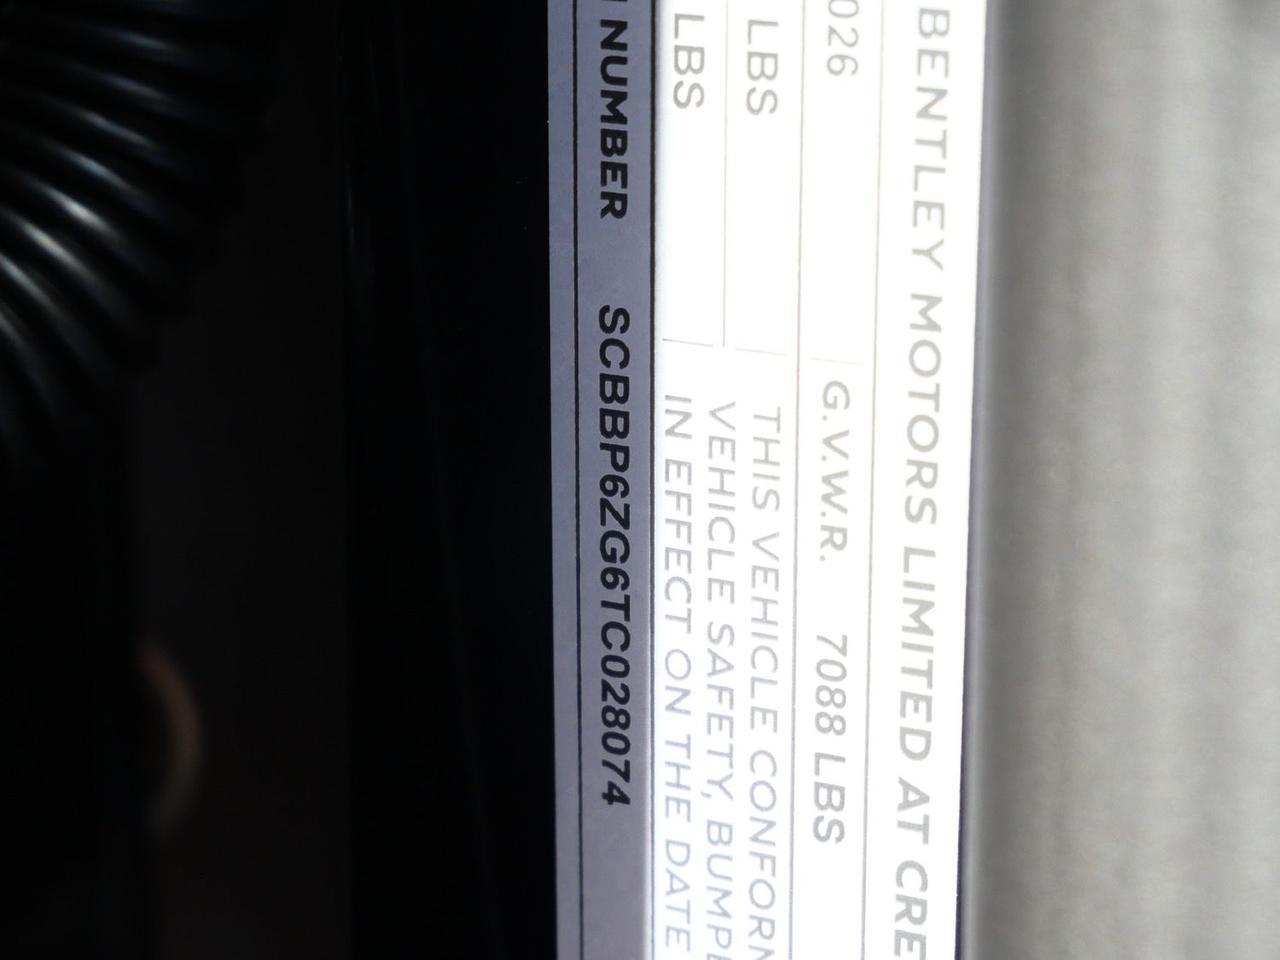 BENTLEY MOTORS LIMITED AT CRE
026 G.V.W.R. 7088 LBS
LBS
LBS
THIS VEHICLE CONFORM
VEHICLE SAFETY, BUMPE
IN EFFECT ON THE DATE
NUMBER SCBBP6ZG6TC028074